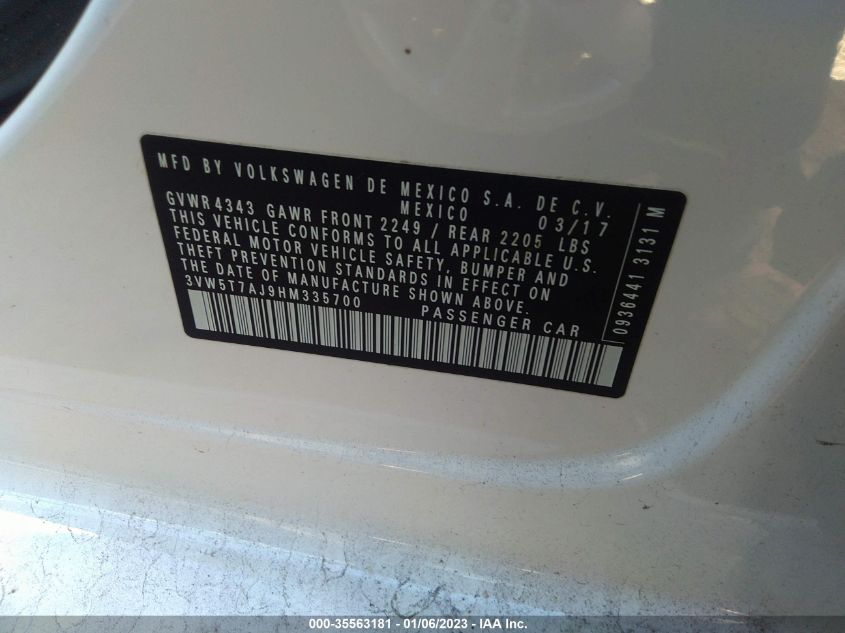 MFD BY VOLKSWAGEN DE MEXICO S.A. DE C.V.
MEXICO 03/17
GVWR 4343 GAWR FRONT 2249 / REAR 2205 LBS
THIS VEHICLE CONFORMS TO ALL APPLICABLE U.S.
FEDERAL MOTOR VEHICLE SAFETY, BUMPER AND
THEFT PREVENTION STANDARDS IN EFFECT ON
THE DATE OF MANUFACTURE SHOWN ABOVE.
3VW5T7AJ9HM335700 PASSENGER CAR
0936441 3131 M
000-35563181 - 01/06/2023 - IAA Inc.